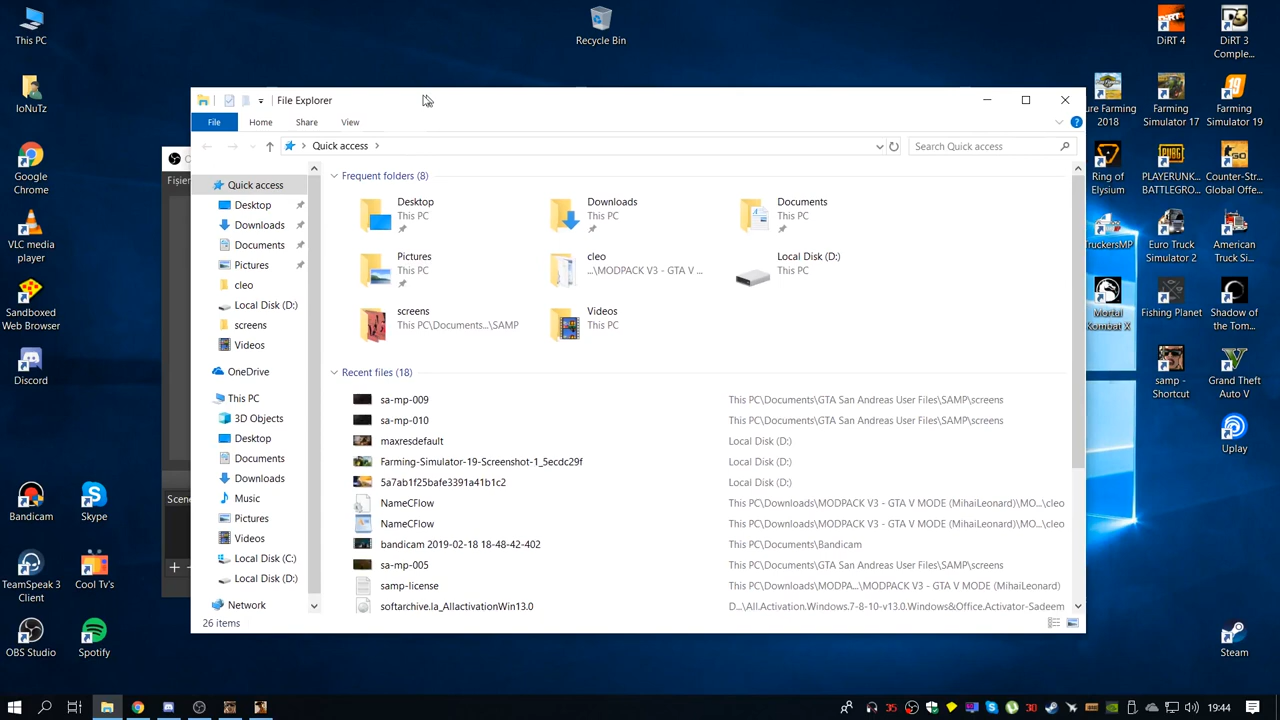 This PC
Recycle Bin
DiRT 4
DiRT 3
Comple...
IoNuTz
File Explorer
File
Home
Share
View
Quick access
Search Quick access
ure Farming
2018
Farming
Simulator 17
Farming
Simulator 19
Google
Chrome
Fișier
Quick access
Desktop
Downloads
Documents
Pictures
cleo
Local Disk (D:)
screens
Videos
OneDrive
This PC
3D Objects
Desktop
Documents
Downloads
Music
Pictures
Videos
Local Disk (C:)
Local Disk (D:)
Network
Frequent folders (8)
Desktop
This PC
Downloads
This PC
Documents
This PC
Pictures
This PC
cleo
...\MODPACK V3 - GTA V ...
Local Disk (D:)
This PC
screens
This PC\Documents...\SAMP
Videos
This PC
Recent files (18)
sa-mp-009 This PC\Documents\GTA San Andreas User Files\SAMP\screens
sa-mp-010 This PC\Documents\GTA San Andreas User Files\SAMP\screens
maxresdefault Local Disk (D:)
Farming-Simulator-19-Screenshot-1_5ecdc29f Local Disk (D:)
5a7ab1f25bafe3391a41b1c2 Local Disk (D:)
NameCFlow This PC\Downloads\MODPACK V3 - GTA V MODE (MihaiLeonard)\MO...\cleo
NameCFlow This PC\Downloads\MODPACK V3 - GTA V MODE (MihaiLeonard)\MO...\cleo
bandicam 2019-02-18 18-48-42-402 This PC\Documents\Bandicam
sa-mp-005 This PC\Documents\GTA San Andreas User Files\SAMP\screens
samp-license This PC\Downloads\MODPA...\MODPACK V3 - GTA V MODE (MihaiLeonard)
softarchive.la_AllactivationWin13.0 D...\All.Activation.Windows.7-8-10-v13.0.Windows&Office.Activator-Sadeem
26 items
VLC media
player
Sandboxed
Web Browser
Discord
Scene
Bandicam
Skype
TeamSpeak 3
Client
Cool Tv's
OBS Studio
Spotify
Ring of
Elysium
PLAYERUNK...
BATTLEGRO...
Counter-Str...
Global Offe...
TruckersMP
Euro Truck
Simulator 2
American
Truck Si...
Mortal
Kombat X
Fishing Planet
Shadow of
the Tom...
samp -
Shortcut
Grand Theft
Auto V
Uplay
Steam
30
19:44